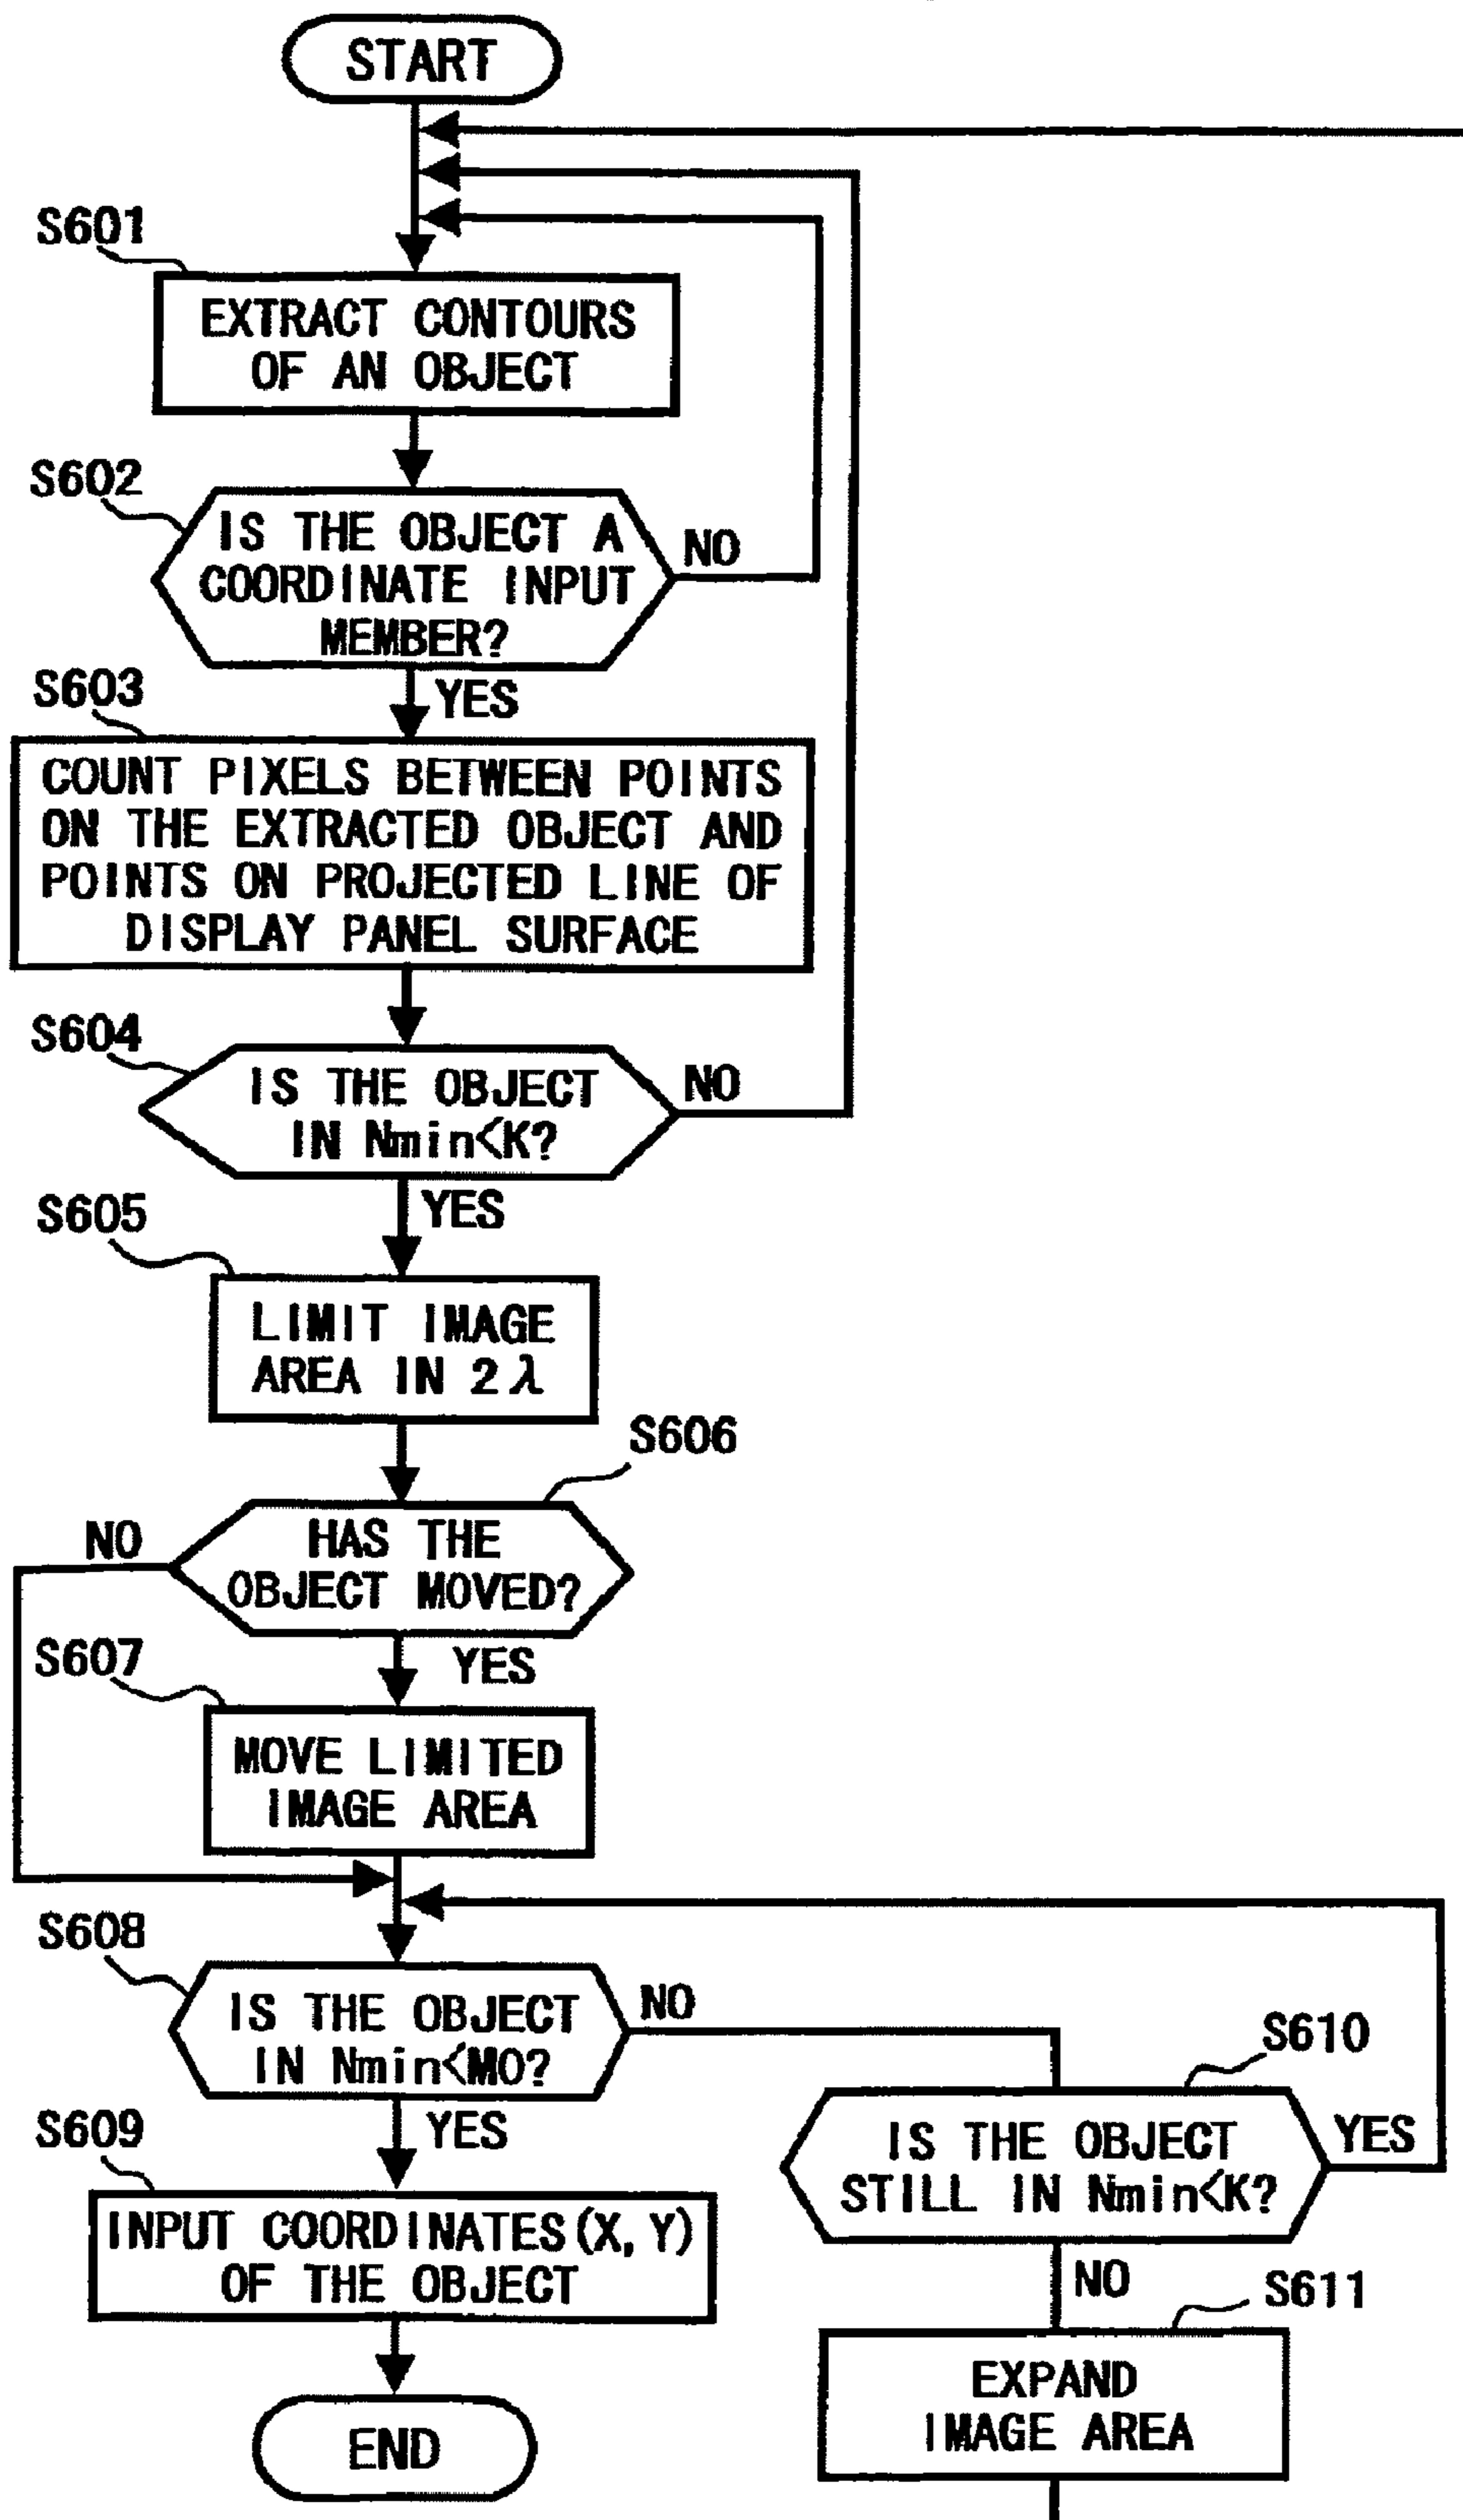 START
S601
EXTRACT CONTOURS
OF AN OBJECT
S602
IS THE OBJECT A
COORDINATE INPUT
MEMBER?
NO
YES
S603
COUNT PIXELS BETWEEN POINTS
ON THE EXTRACTED OBJECT AND
POINTS ON PROJECTED LINE OF
DISPLAY PANEL SURFACE
S604
IS THE OBJECT
IN Nmin<K?
NO
YES
S605
LIMIT IMAGE
AREA IN 2λ
S606
HAS THE
OBJECT MOVED?
NO
YES
S607
MOVE LIMITED
IMAGE AREA
S608
IS THE OBJECT
IN Nmin<MO?
NO
YES
S609
INPUT COORDINATES(X, Y)
OF THE OBJECT
END
S610
IS THE OBJECT
STILL IN Nmin<K?
YES
NO
S611
EXPAND
IMAGE AREA